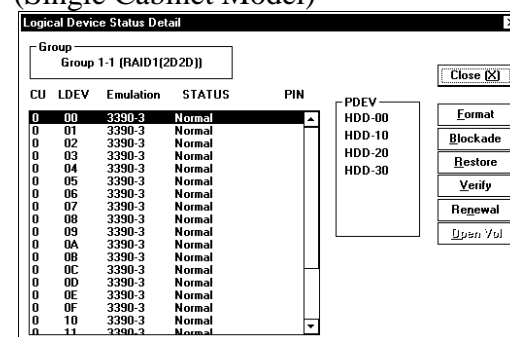 (Single Cabinet Model)
Logical Device Status Detail
Group
Group 1-1 (RAID1(2D2D))
Close (X)
CU LDEV Emulation STATUS PIN
PDEV
0 00 3390-3 Normal
0 01 3390-3 Normal
0 02 3390-3 Normal
0 03 3390-3 Normal
0 04 3390-3 Normal
0 05 3390-3 Normal
0 06 3390-3 Normal
0 07 3390-3 Normal
0 08 3390-3 Normal
0 09 3390-3 Normal
0 0A 3390-3 Normal
0 0B 3390-3 Normal
0 0C 3390-3 Normal
0 0D 3390-3 Normal
0 0E 3390-3 Normal
0 0F 3390-3 Normal
0 10 3390-3 Normal
0 11 3390-3 Normal
HDD-00
HDD-10
HDD-20
HDD-30
Format
Blockade
Restore
Verify
Renewal
Open Vol